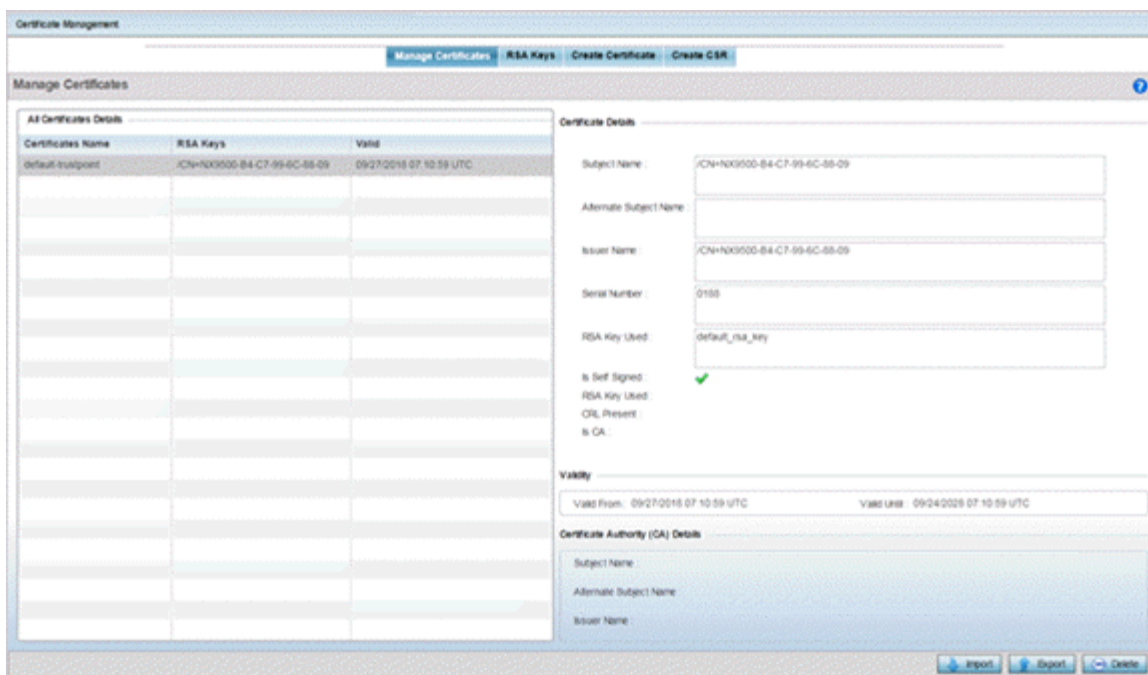 Certificate Management
Manage Certificates RSA Keys Create Certificate Create CSR
Manage Certificates
All Certificates Details
Certificates Name RSA Keys Valid
default-trustpoint /CN=NX9500-B4-C7-99-6C-88-09 09/27/2016 07:10:59 UTC
Certificate Details
Subject Name : /CN=NX9500-B4-C7-99-6C-88-09
Alternate Subject Name :
Issuer Name : /CN=NX9500-B4-C7-99-6C-88-09
Serial Number : 0168
RSA Key Used : default_rsa_key
Is Self Signed :
RSA Key Used :
CRL Present :
Is CA :
Validity
Valid From : 09/27/2016 07:10:59 UTC Valid Until : 09/24/2026 07:10:59 UTC
Certificate Authority (CA) Details
Subject Name :
Alternate Subject Name
Issuer Name :
Import Export Delete